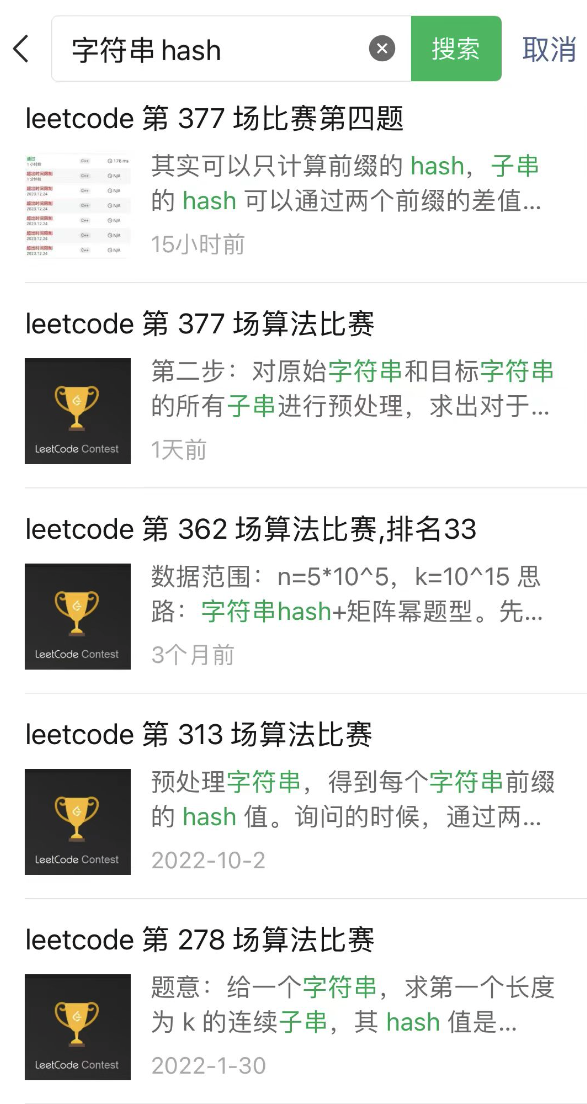 字符串 hash
搜索
取消
leetcode 第 377 场比赛第四题
其实可以只计算前缀的 hash，子串
的 hash 可以通过两个前缀的差值...
15小时前
leetcode 第 377 场算法比赛
第二步：对原始字符串和目标字符串
的所有子串进行预处理，求出对于...
LeetCode Contest
1天前
leetcode 第 362 场算法比赛,排名33
数据范围：n=5*10^5，k=10^15 思
路：字符串hash+矩阵幂题型。先...
LeetCode Contest
3个月前
leetcode 第 313 场算法比赛
预处理字符串，得到每个字符串前缀
的 hash 值。询问的时候，通过两...
LeetCode Contest
2022-10-2
leetcode 第 278 场算法比赛
题意：给一个字符串，求第一个长度
为 k 的连续子串，其 hash 值是...
LeetCode Contest
2022-1-30